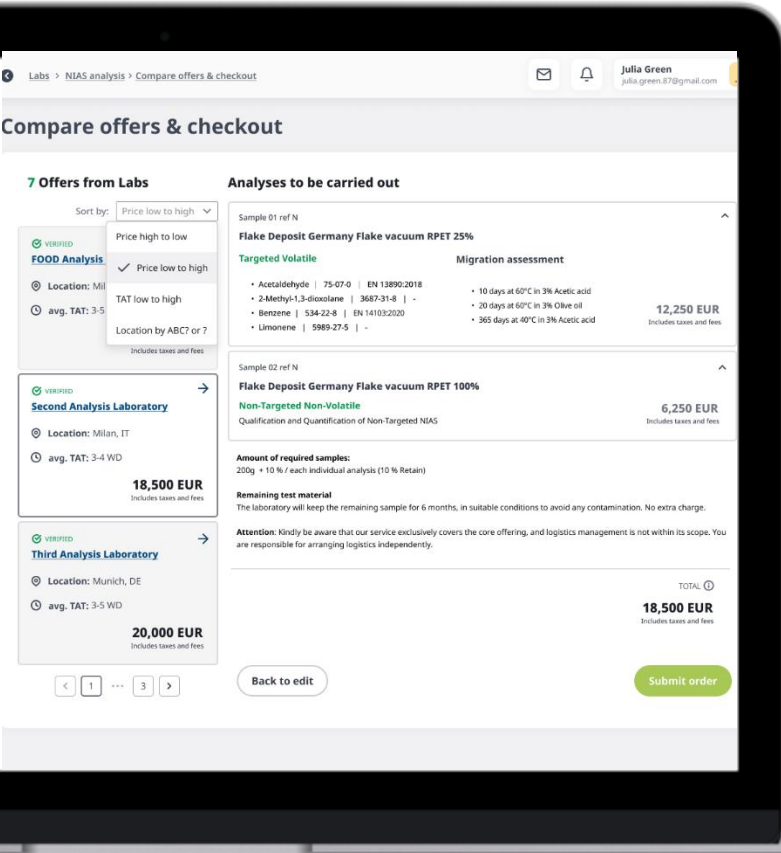 Labs > NIAS analysis > Compare offers & checkout
Julia Green
julia.green.87@gmail.com
Compare offers & checkout
7 Offers from Labs
Sort by: Price low to high
Price high to low
Price low to high
TAT low to high
Location by ABC? or ?
VERIFIED
FOOD Analysis
Location: Mil
avg. TAT: 3-5
Includes taxes and fees
VERIFIED
Second Analysis Laboratory
Location: Milan, IT
avg. TAT: 3-4 WD
18,500 EUR
Includes taxes and fees
VERIFIED
Third Analysis Laboratory
Location: Munich, DE
avg. TAT: 3-5 WD
20,000 EUR
Includes taxes and fees
< 1 ··· 3 >
Analyses to be carried out
Sample 01 ref N
Flake Deposit Germany Flake vacuum RPET 25%
Targeted Volatile
• Acetaldehyde | 75-07-0 | EN 13890:2018
• 2-Methyl-1,3-dioxolane | 3687-31-8 | -
• Benzene | 534-22-8 | EN 14103:2020
• Limonene | 5989-27-5 | -
Migration assessment
• 10 days at 60°C in 3% Acetic acid
• 20 days at 60°C in 3% Olive oil
• 365 days at 40°C in 3% Acetic acid
12,250 EUR
Includes taxes and fees
Sample 02 ref N
Flake Deposit Germany Flake vacuum RPET 100%
Non-Targeted Non-Volatile
Qualification and Quantification of Non-Targeted NIAS
6,250 EUR
Includes taxes and fees
Amount of required samples:
200g + 10 % / each individual analysis (10 % Retain)
Remaining test material
The laboratory will keep the remaining sample for 6 months, in suitable conditions to avoid any contamination. No extra charge.
Attention: Kindly be aware that our service exclusively covers the core offering, and logistics management is not within its scope. You
are responsible for arranging logistics independently.
TOTAL
18,500 EUR
Includes taxes and fees
Back to edit
Submit order